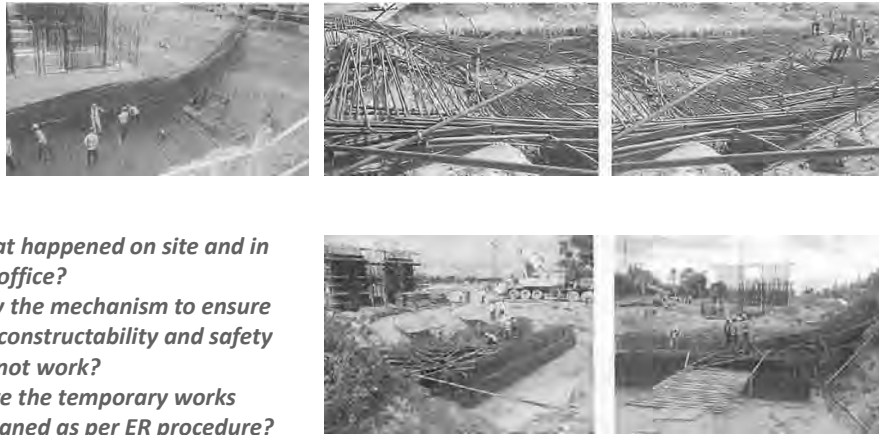 at happened on site and in
office?
y the mechanism to ensure
constructability and safety
not work?
e the temporary works
aned as per ER procedure?